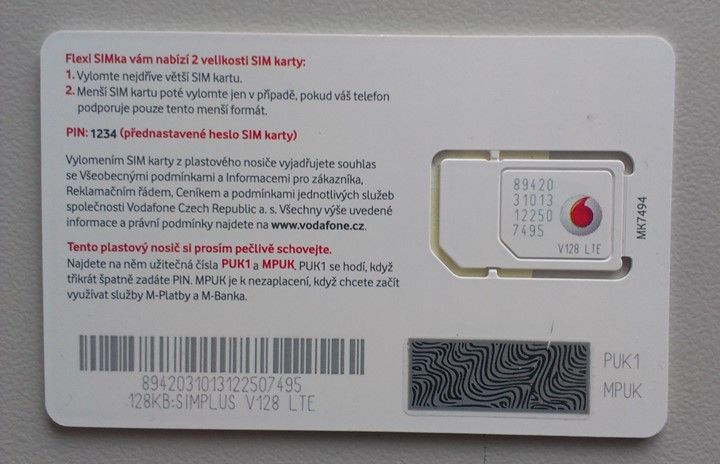 Flexi SIMka vám nabízí 2 velikosti SIM karty:
1. Vylomte nejdříve větší SIM kartu.
2. Menší SIM kartu poté vylomte jen v případě, pokud váš telefon
podporuje pouze tento menší formát.
PIN: 1234 (přednastavené heslo SIM karty)
Vylomením SIM karty z plastového nosiče vyjadřujete souhlas
se Všeobecnými podmínkami a Informacemi pro zákazníka,
Reklamačním řádem, Ceníkem a podmínkami jednotlivých služeb
společnosti Vodafone Czech Republic a. s. Všechny výše uvedené
informace a právní podmínky najdete na www.vodafone.cz.
Tento plastový nosič si prosím pečlivě schovejte.
Najdete na něm užitečná čísla PUK1 a MPUK. PUK1 se hodí, když
třikrát špatně zadáte PIN. MPUK je k nezaplacení, když chcete začít
využívat služby M-Platby a M-Banka.
89420
31013
12250
7495
V128 LTE
MK7494
8942031013122507495
128KB:SIMPLUS V128 LTE
PUK1
MPUK